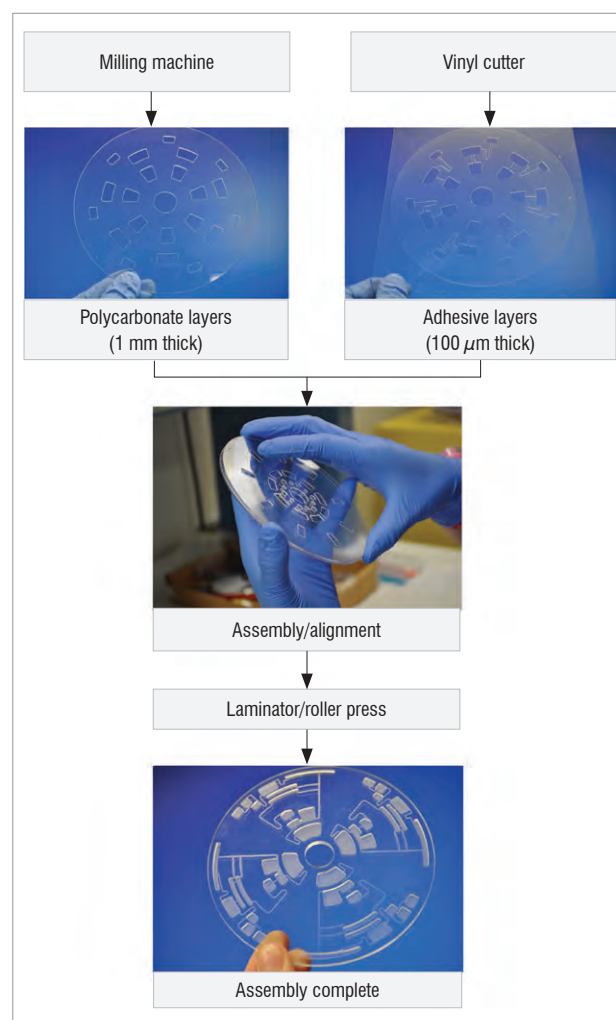 Milling machine
Vinyl cutter
Polycarbonate layers
(1 mm thick)
Adhesive layers
(100 μm thick)
Assembly/alignment
Laminator/roller press
Assembly complete